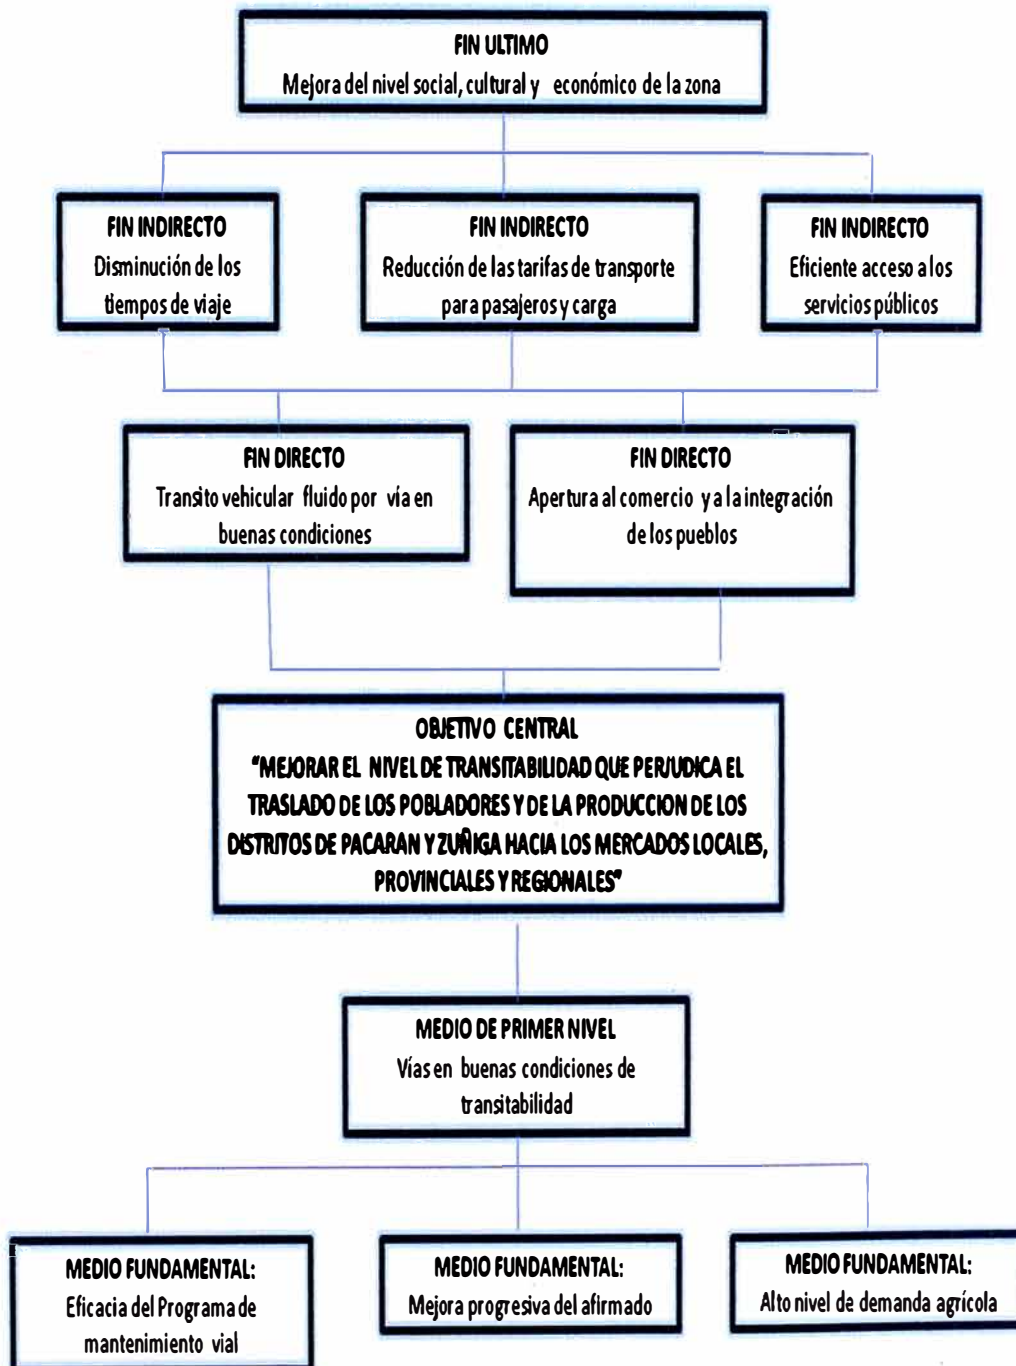 FIN ULTIMO
Mejora del nivel social, cultural y económico de la zona
FIN INDIRECTO
Disminución de los
tiempos de viaje
FIN INDIRECTO
Reducción de las tarifas de transporte
para pasajeros y carga
FIN INDIRECTO
Eficiente acceso a los
servicios públicos
FIN DIRECTO
Transito vehicular fluido por vía en
buenas condiciones
FIN DIRECTO
Apertura al comercio y a la integración
de los pueblos
OBJETIVO CENTRAL
"MEJORAR EL NIVEL DE TRANSITABILIDAD QUE PERJUDICA EL
TRASLADO DE LOS POBLADORES Y DE LA PRODUCCION DE LOS
DISTRITOS DE PACARAN Y ZUÑIGA HACIA LOS MERCADOS LOCALES,
PROVINCIALES Y REGIONALES"
MEDIO DE PRIMER NIVEL
Vías en buenas condiciones de
transitabilidad
MEDIO FUNDAMENTAL:
Eficacia del Programa de
mantenimiento vial
MEDIO FUNDAMENTAL:
Mejora progresiva del afirmado
MEDIO FUNDAMENTAL:
Alto nivel de demanda agrícola